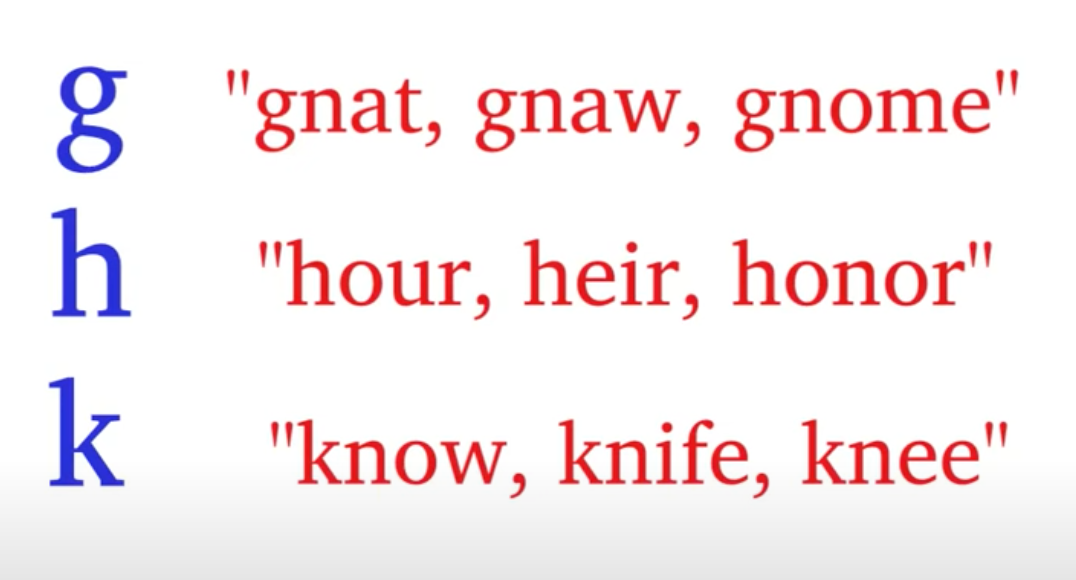 g "gnat, gnaw, gnome"
h "hour, heir, honor"
k "know, knife, knee"